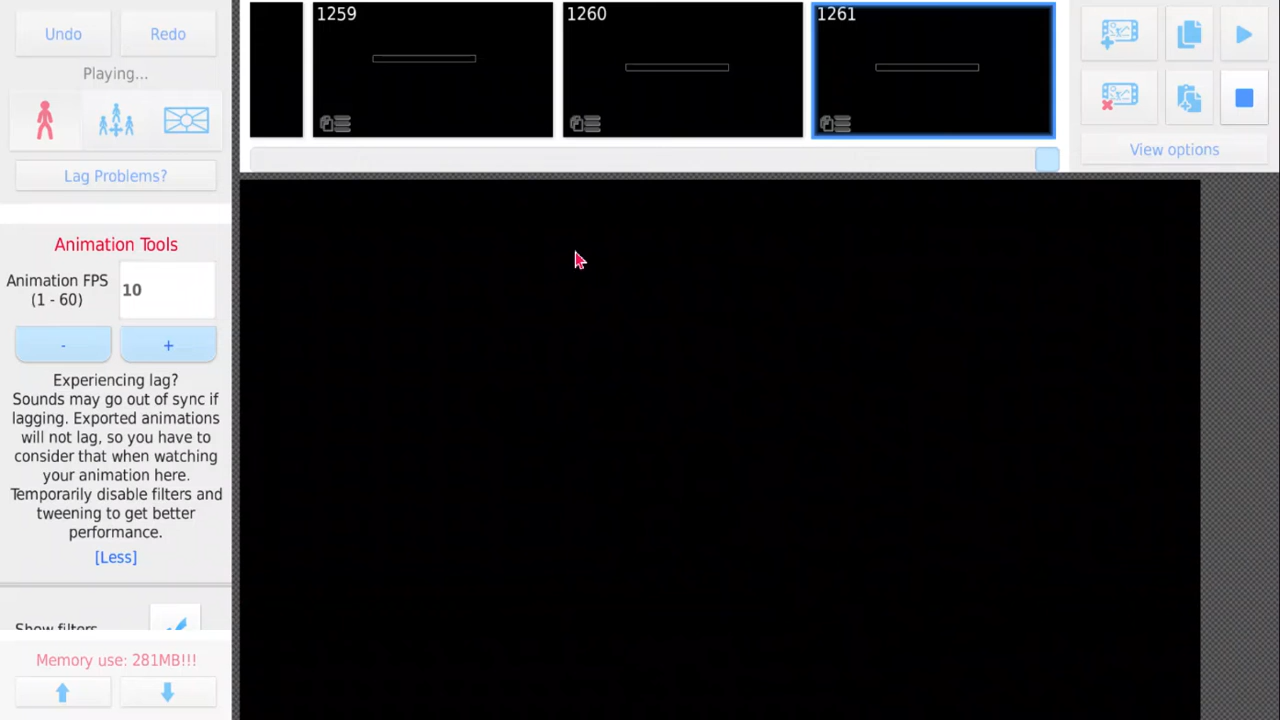 Undo
Redo
Playing...
Lag Problems?
Animation Tools
Animation FPS
(1 - 60)
10
-
+
Experiencing lag?
Sounds may go out of sync if
lagging. Exported animations
will not lag, so you have to
consider that when watching
your animation here.
Temporarily disable filters and
tweening to get better
performance.
[Less]
Show filters
Memory use: 281MB!!!
1259
1260
1261
View options